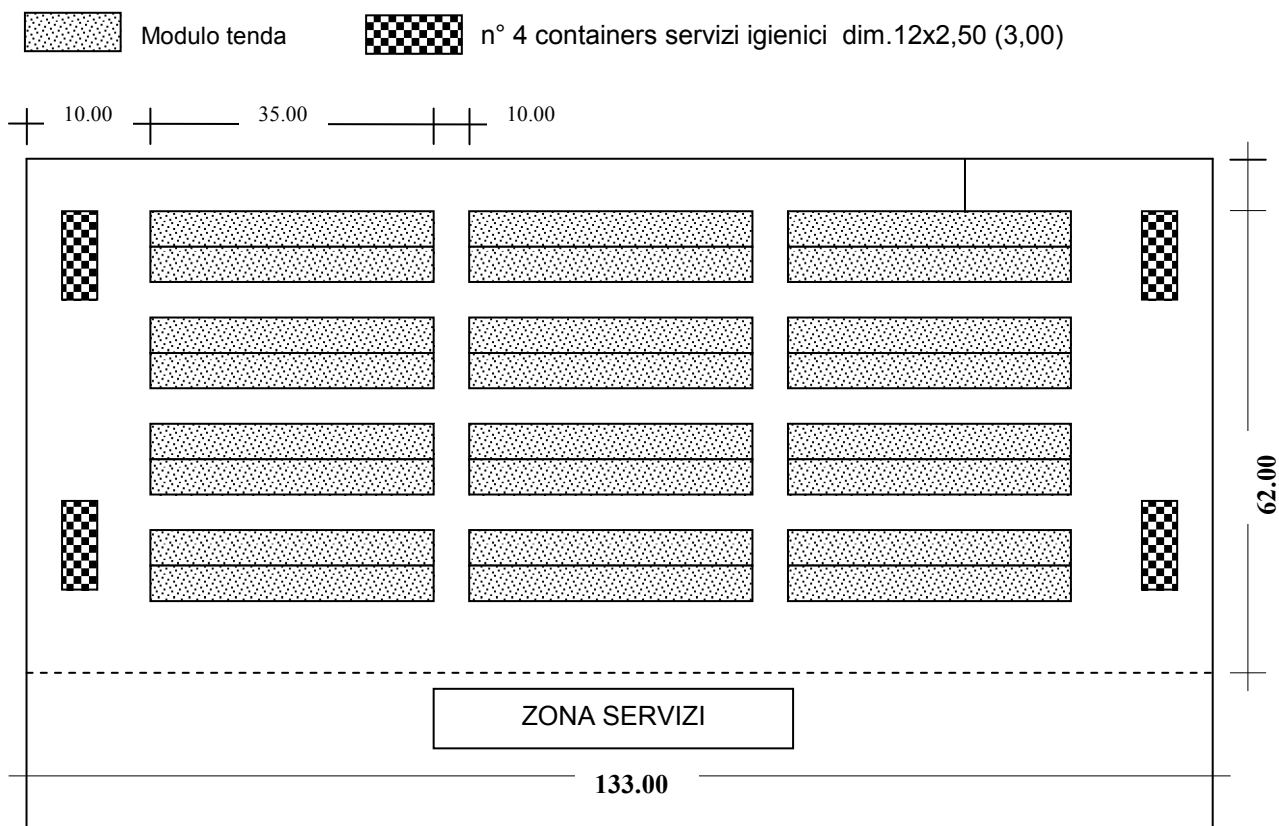 Modulo tenda
n° 4 containers servizi igienici dim.12x2,50 (3,00)
10.00 35.00 10.00
62.00
ZONA SERVIZI
133.00